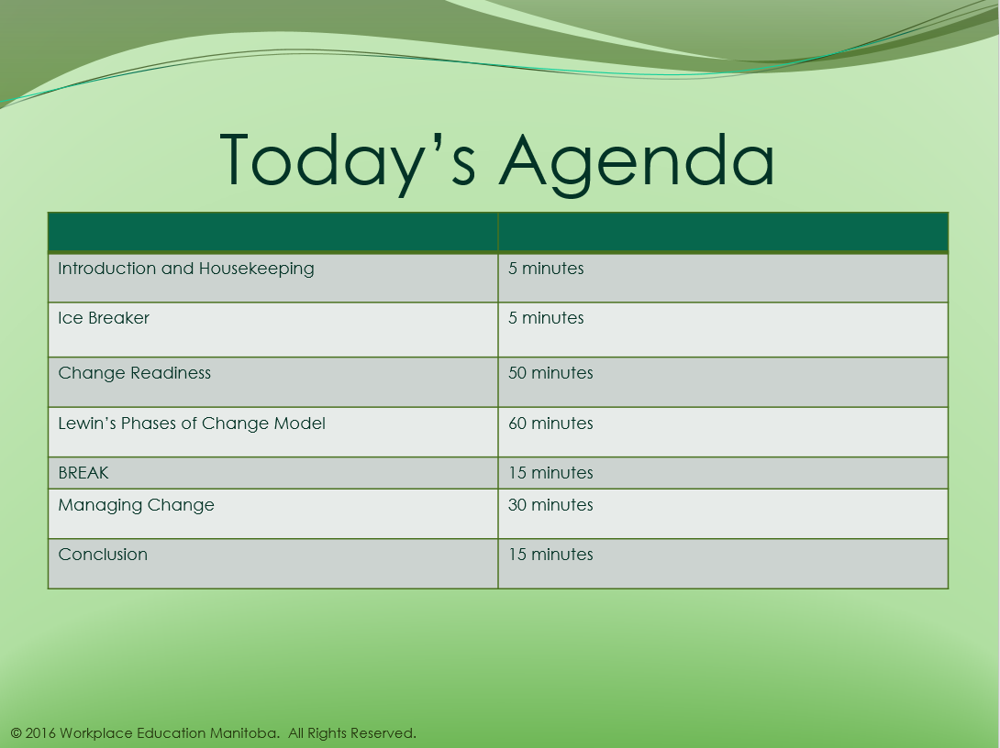 Today’s Agenda
Introduction and Housekeeping 5 minutes
Ice Breaker 5 minutes
Change Readiness 50 minutes
Lewin’s Phases of Change Model 60 minutes
BREAK 15 minutes
Managing Change 30 minutes
Conclusion 15 minutes
© 2016 Workplace Education Manitoba.  All Rights Reserved.